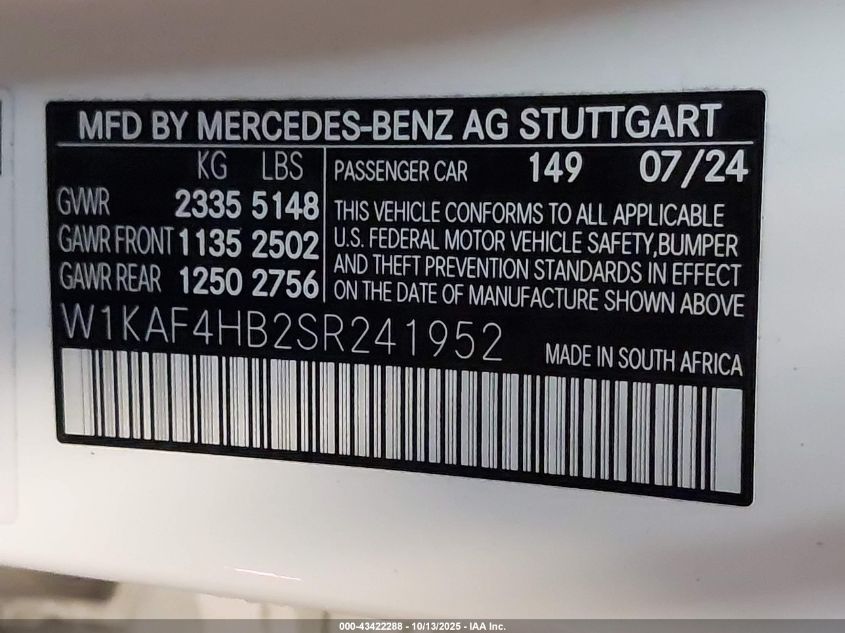 MFD BY MERCEDES-BENZ AG STUTTGART
KG LBS
GVWR 2335 5148
GAWR FRONT 1135 2502
GAWR REAR 1250 2756
PASSENGER CAR 149 07/24
THIS VEHICLE CONFORMS TO ALL APPLICABLE
U.S. FEDERAL MOTOR VEHICLE SAFETY,BUMPER
AND THEFT PREVENTION STANDARDS IN EFFECT
ON THE DATE OF MANUFACTURE SHOWN ABOVE
W1KAF4HB2SR241952
MADE IN SOUTH AFRICA
000-43422288 - 10/13/2025 - IAA Inc.